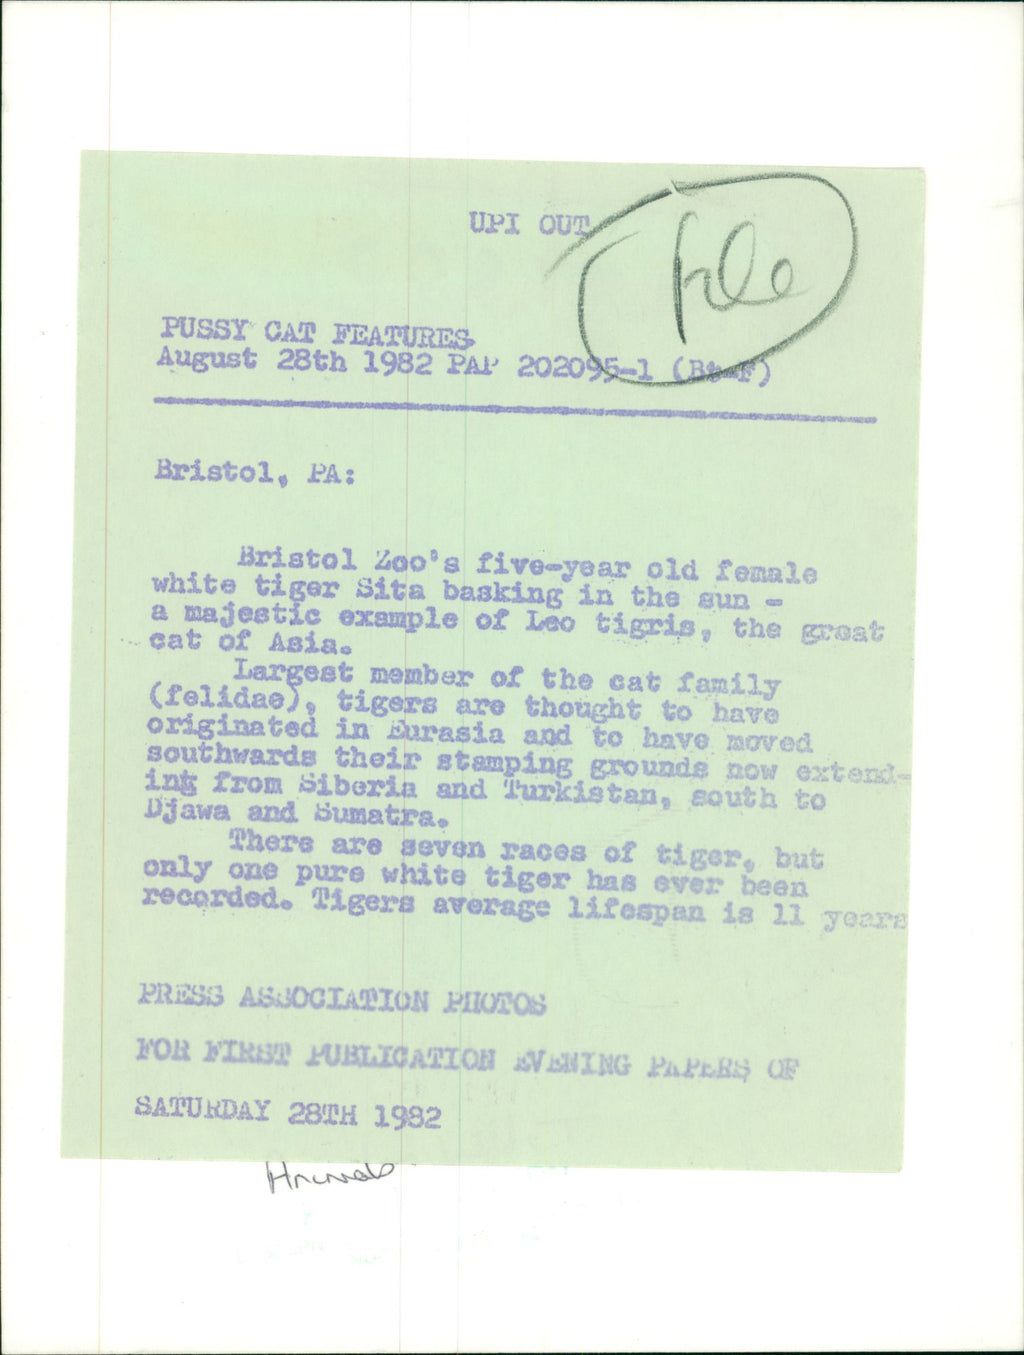 UPI OUT
File
PUSSY CAT FEATURES.
August 28th 1982 PAP 202095-1 (Bt-F)
Bristol, PA:
Bristol Zoo's five-year old female
white tiger Sita basking in the sun -
a majestic example of Leo tigris, the great
cat of Asia.
Largest member of the cat family
(felidae), tigers are thought to have
originated in Eurasia and to have moved
southwards their stamping grounds now extend-
ing from Siberia and Turkistan, south to
Djawa and Sumatra.
There are seven races of tiger, but
only one pure white tiger has ever been
recorded. Tigers average lifespan is 11 years
PRESS ASSOCIATION PHOTOS
FOR FIRST PUBLICATION EVENING PAPERS OF
SATURDAY 28TH 1982